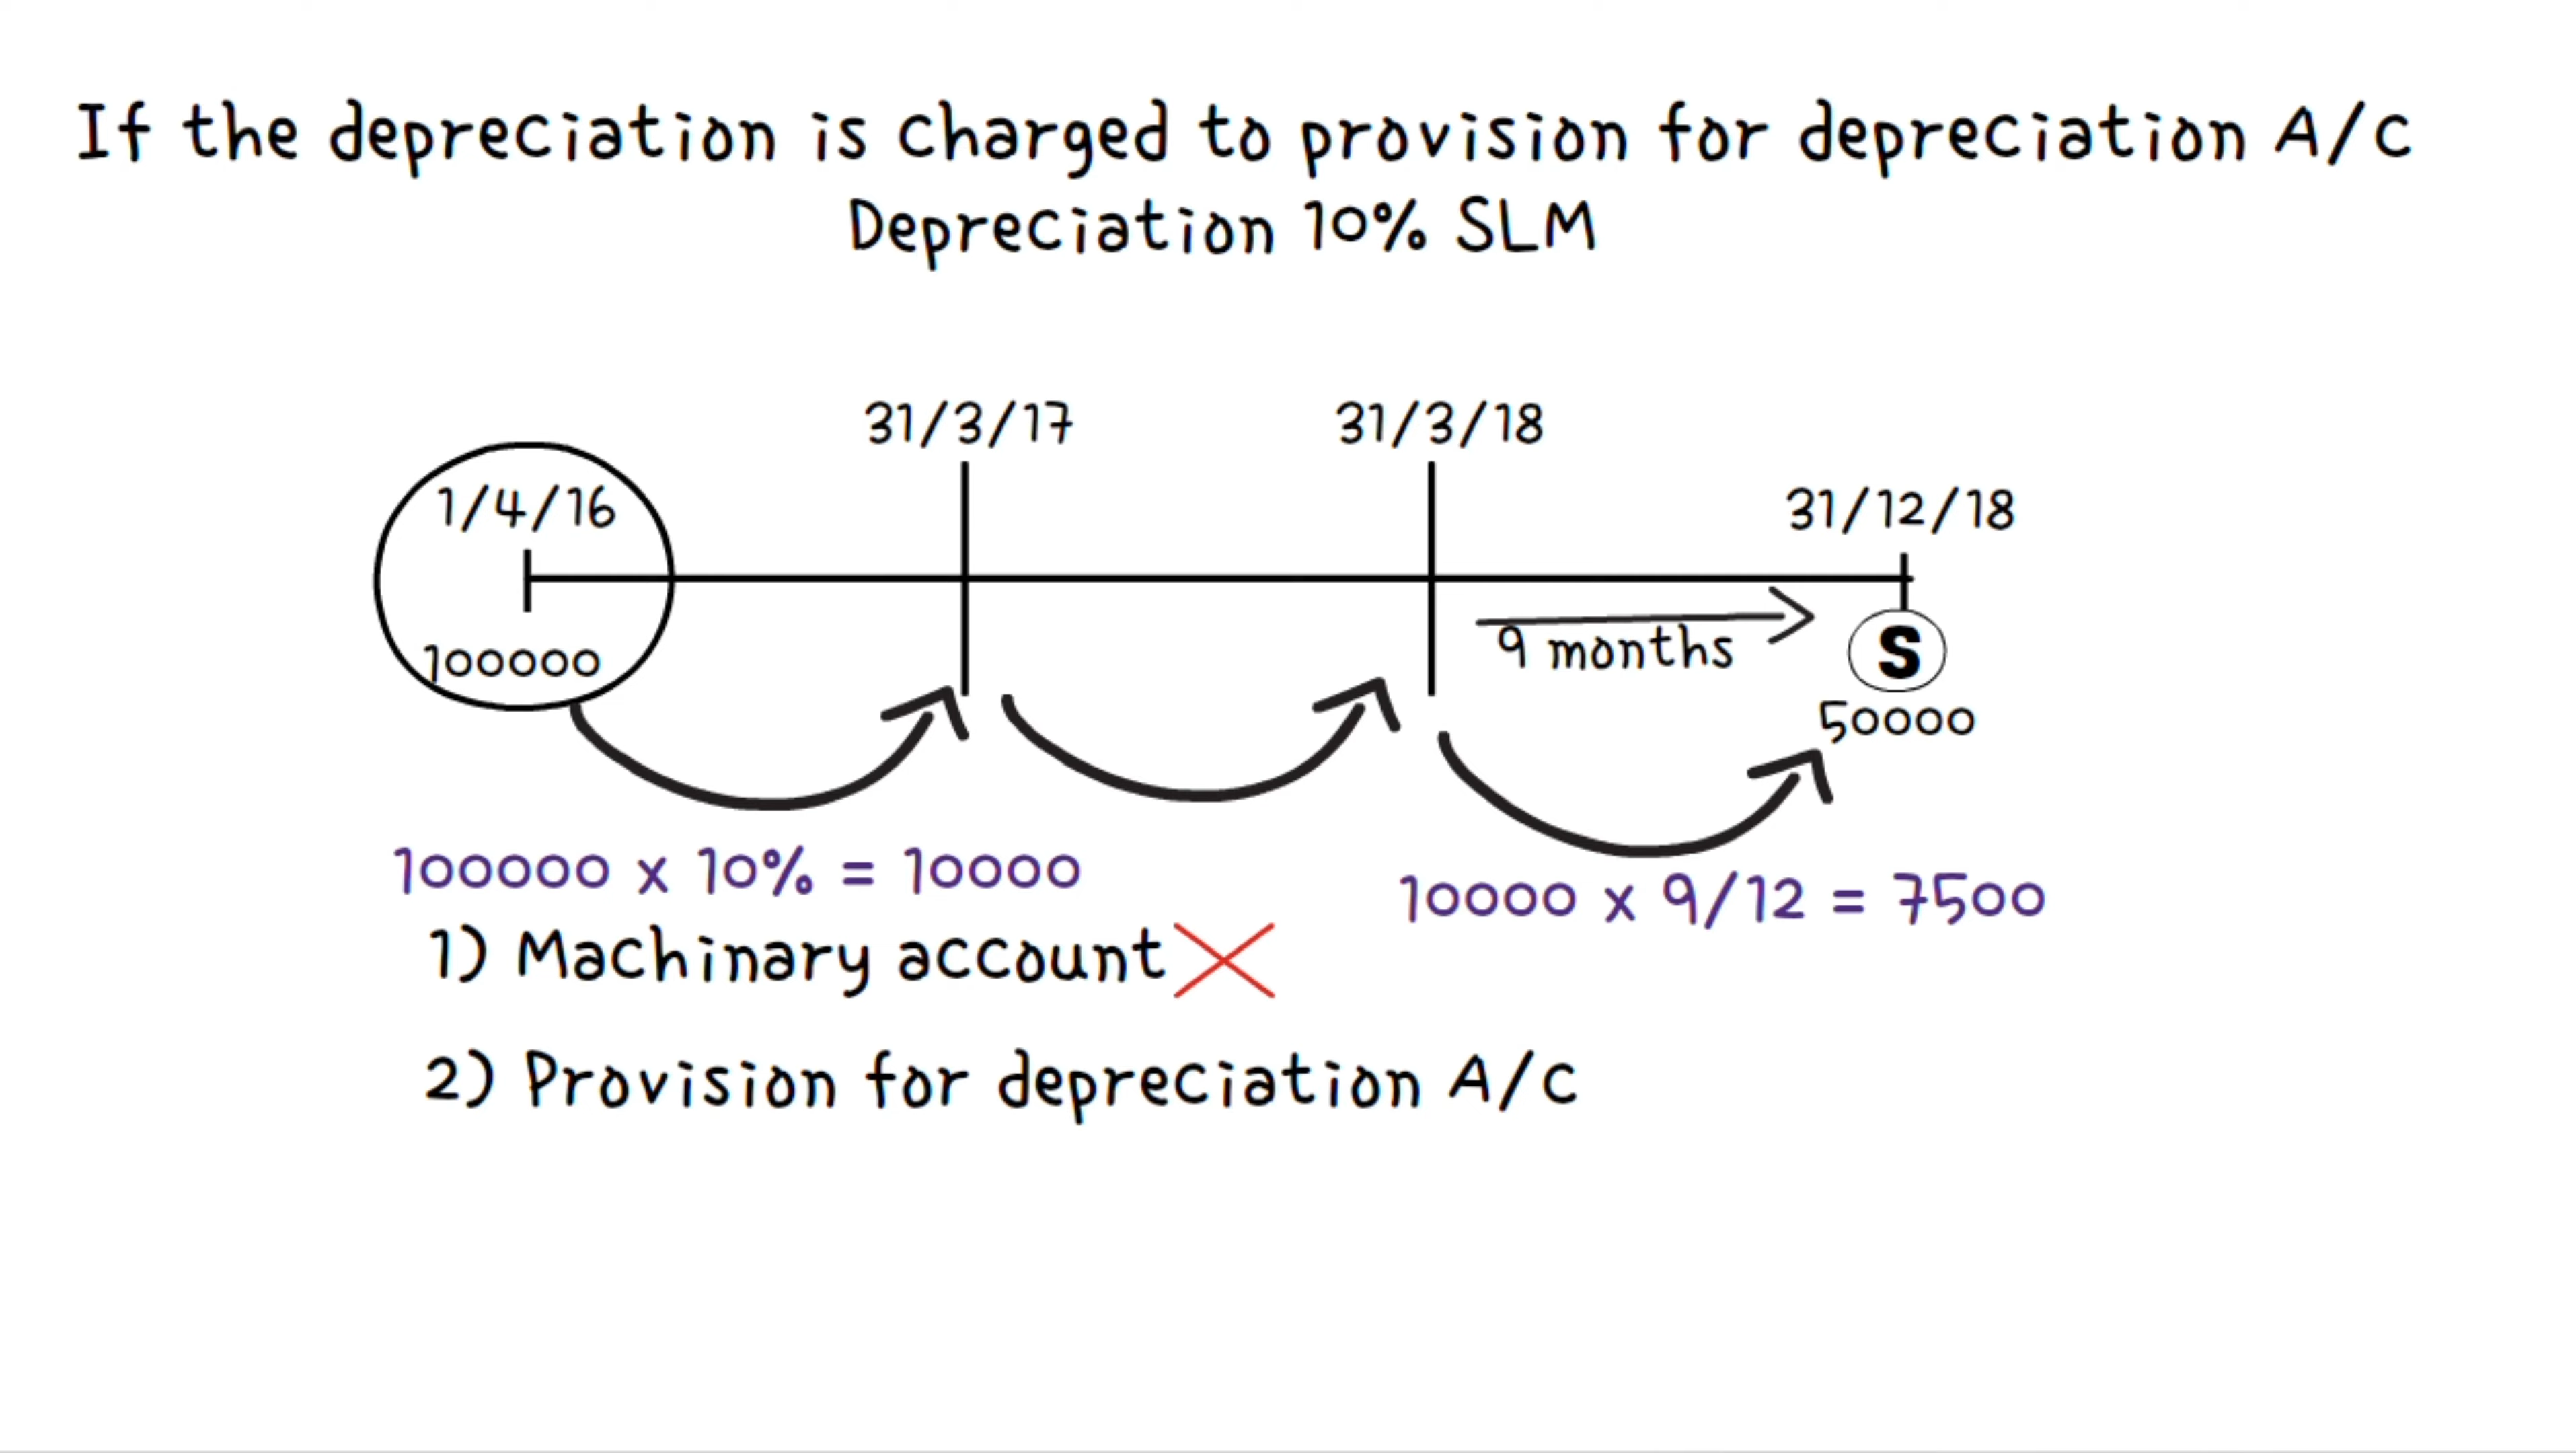 If the depreciation is charged to provision for depreciation A/c
Depreciation 10% SLM
31/3/17
31/3/18
1/4/16
31/12/18
100000
9 months
S
50000
100000 x 10% = 10000
10000 x 9/12 = 7500
1) Machinary account
2) Provision for depreciation A/c